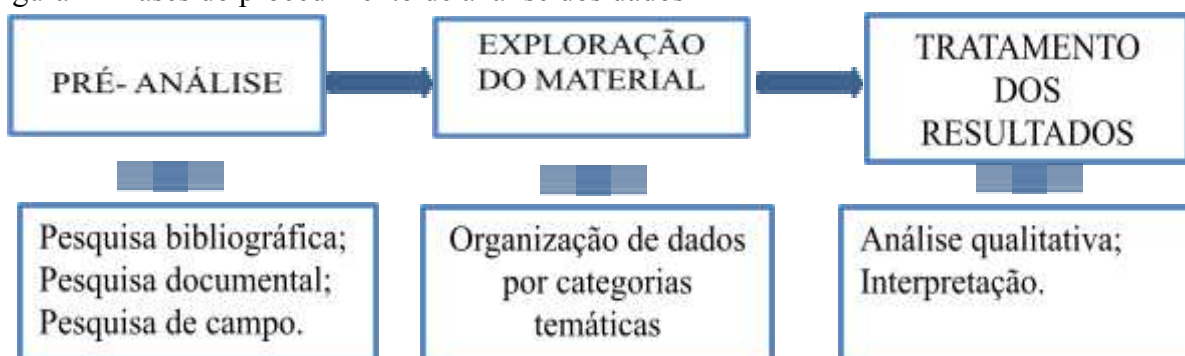 PRÉ- ANÁLISE
EXPLORAÇÃO
DO MATERIAL
TRATAMENTO
DOS
RESULTADOS
Pesquisa bibliográfica;
Pesquisa documental;
Pesquisa de campo.
Organização de dados
por categorias
temáticas
Análise qualitativa;
Interpretação.